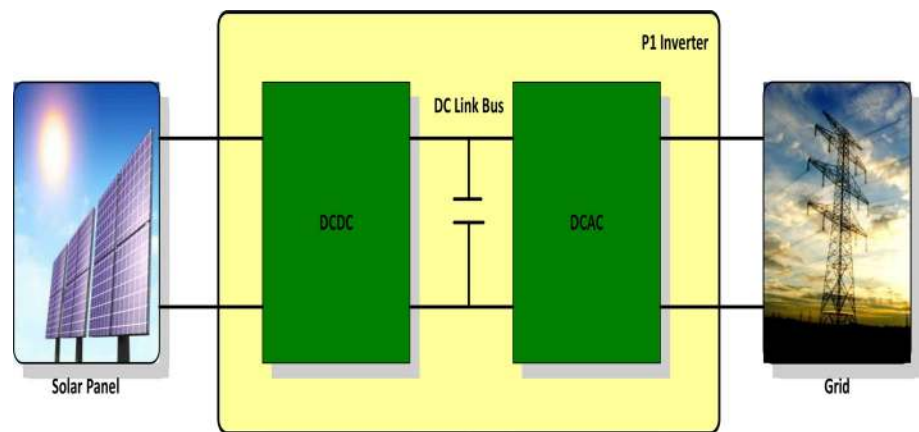 P1 Inverter
DC Link Bus
DCDC
DCAC
Solar Panel
Grid